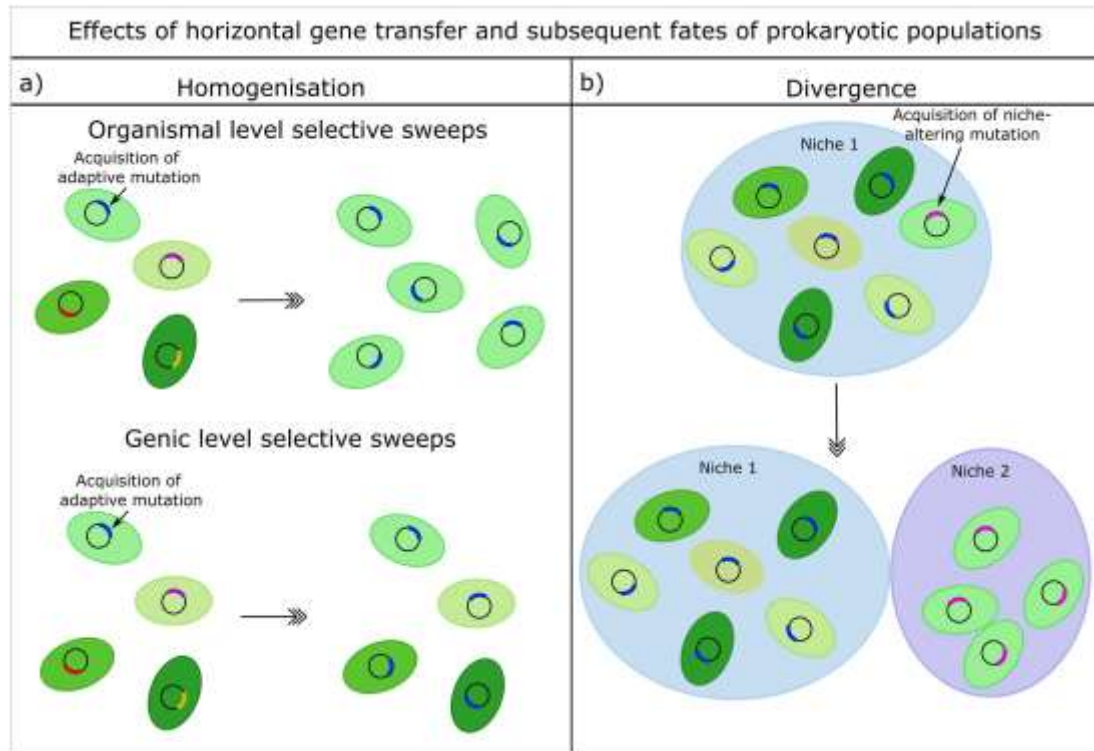 Effects of horizontal gene transfer and subsequent fates of prokaryotic populations
a)
Homogenisation
Organismal level selective sweeps
Acquisition of
adaptive mutation
Genic level selective sweeps
Acquisition of
adaptive mutation
b)
Divergence
Acquisition of niche-
altering mutation
Niche 1
Niche 1
Niche 2